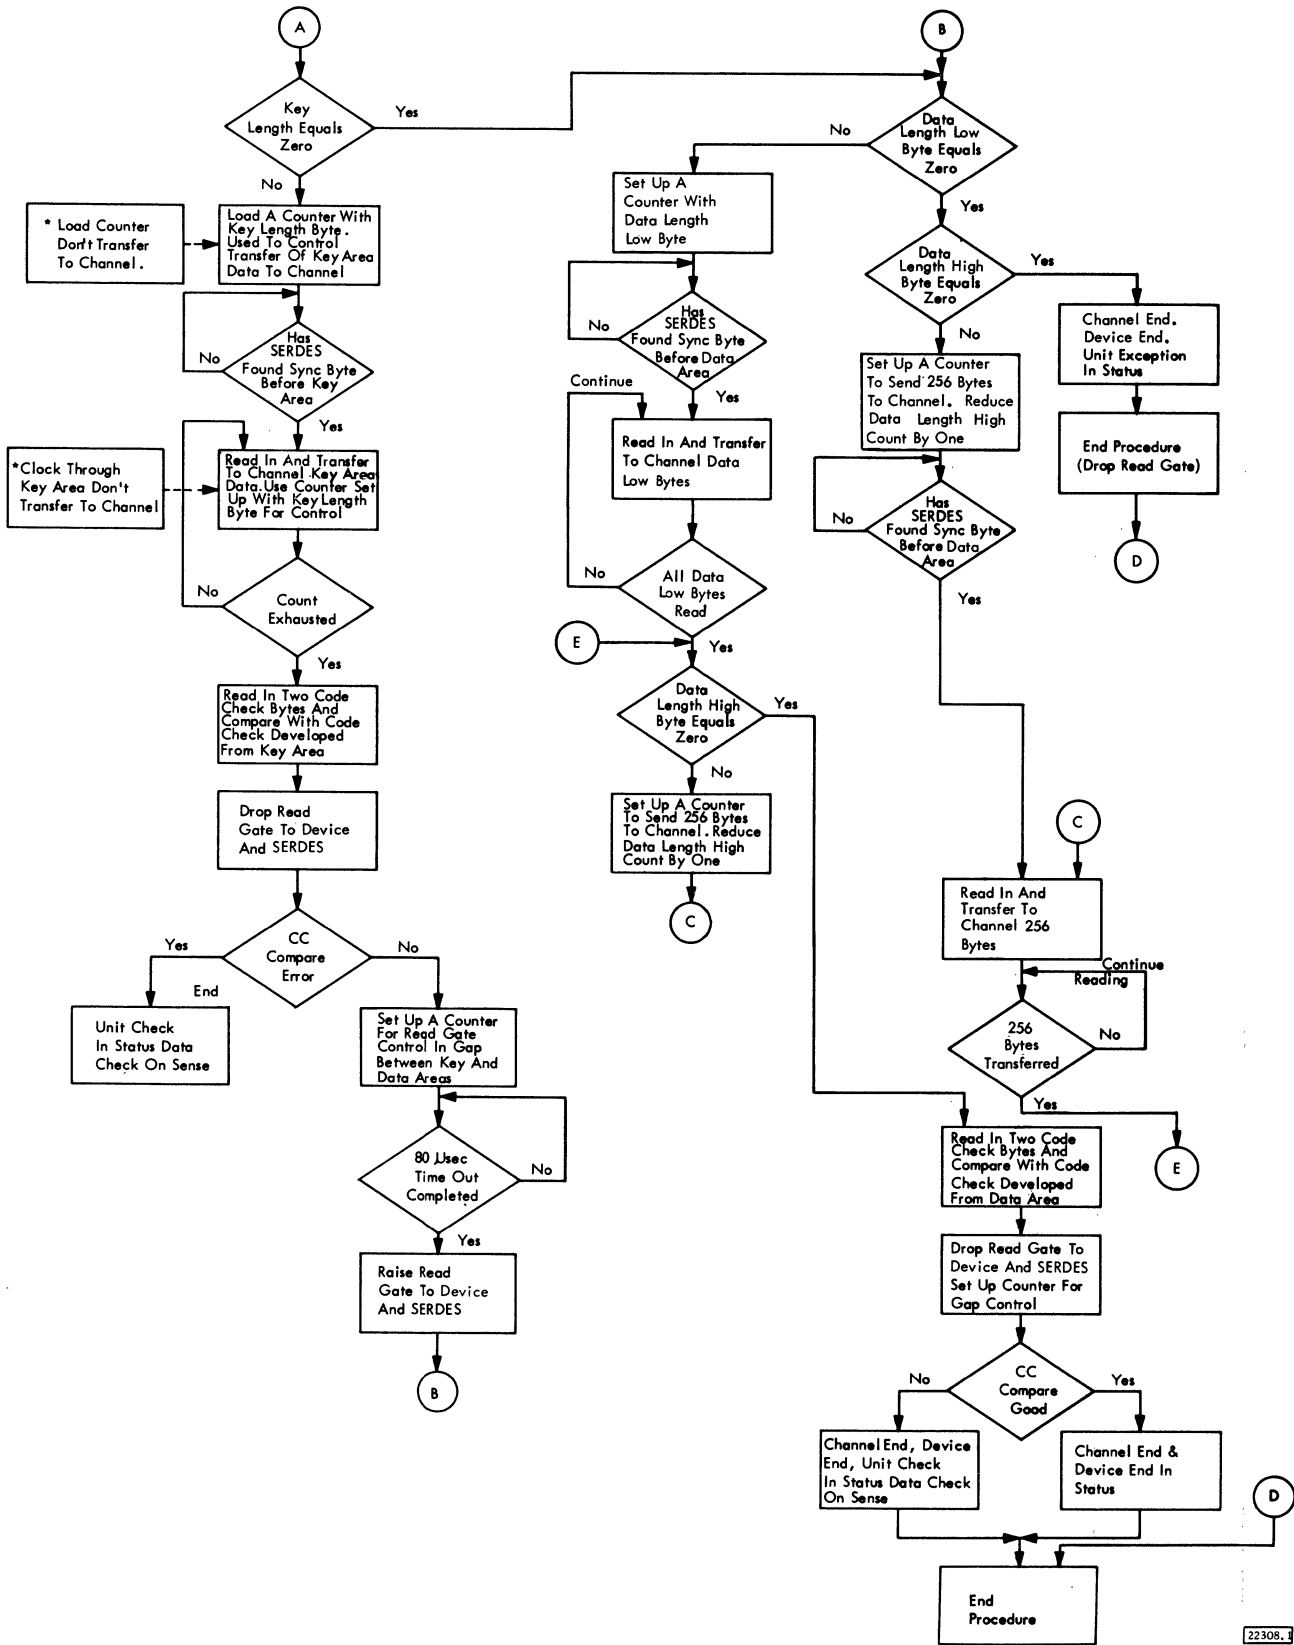 A
Key
Length Equals
Zero
Yes
No
* Load Counter
Don't Transfer
To Channel.
Load A Counter With
Key Length Byte.
Used To Control
Transfer Of Key Area
Data To Channel
Has
SERDES
Found Sync Byte
Before Key
Area
No
Yes
*Clock Through
Key Area Don't
Transfer To Channel
Read In And Transfer
To Channel Key Area
Data. Use Counter Set
Up With Key Length
Byte For Control
Count
Exhausted
No
Yes
Read In Two Code
Check Bytes And
Compare With Code
Check Developed
From Key Area
Drop Read
Gate To Device
And SERDES
CC
Compare
Error
Yes
No
End
Unit Check
In Status Data
Check On Sense
Set Up A Counter
For Read Gate
Control In Gap
Between Key And
Data Areas
80 µsec
Time Out
Completed
No
Yes
Raise Read
Gate To Device
And SERDES
B
B
Data
Length Low
Byte Equals
Zero
No
Yes
Set Up A
Counter With
Data Length
Low Byte
Has
SERDES
Found Sync Byte
Before Data
Area
No
Yes
Continue
Read In And Transfer
To Channel Data
Low Bytes
All Data
Low Bytes
Read
No
Yes
E
Data
Length High
Byte Equals
Zero
Yes
No
Set Up A Counter
To Send 256 Bytes
To Channel. Reduce
Data Length High
Count By One
C
Data
Length High
Byte Equals
Zero
Yes
No
Channel End.
Device End.
Unit Exception
In Status
End Procedure
(Drop Read Gate)
D
Set Up A Counter
To Send 256 Bytes
To Channel. Reduce
Data Length High
Count By One
Has
SERDES
Found Sync Byte
Before Data
Area
No
Yes
C
Read In And
Transfer To
Channel 256
Bytes
Continue
Reading
256
Bytes
Transferred
No
Yes
E
Read In Two Code
Check Bytes And
Compare With Code
Check Developed
From Data Area
Drop Read Gate To
Device And SERDES
Set Up Counter For
Gap Control
CC
Compare
Good
No
Yes
Channel End, Device
End, Unit Check
In Status Data Check
On Sense
Channel End &
Device End In
Status
D
End
Procedure
22308.1